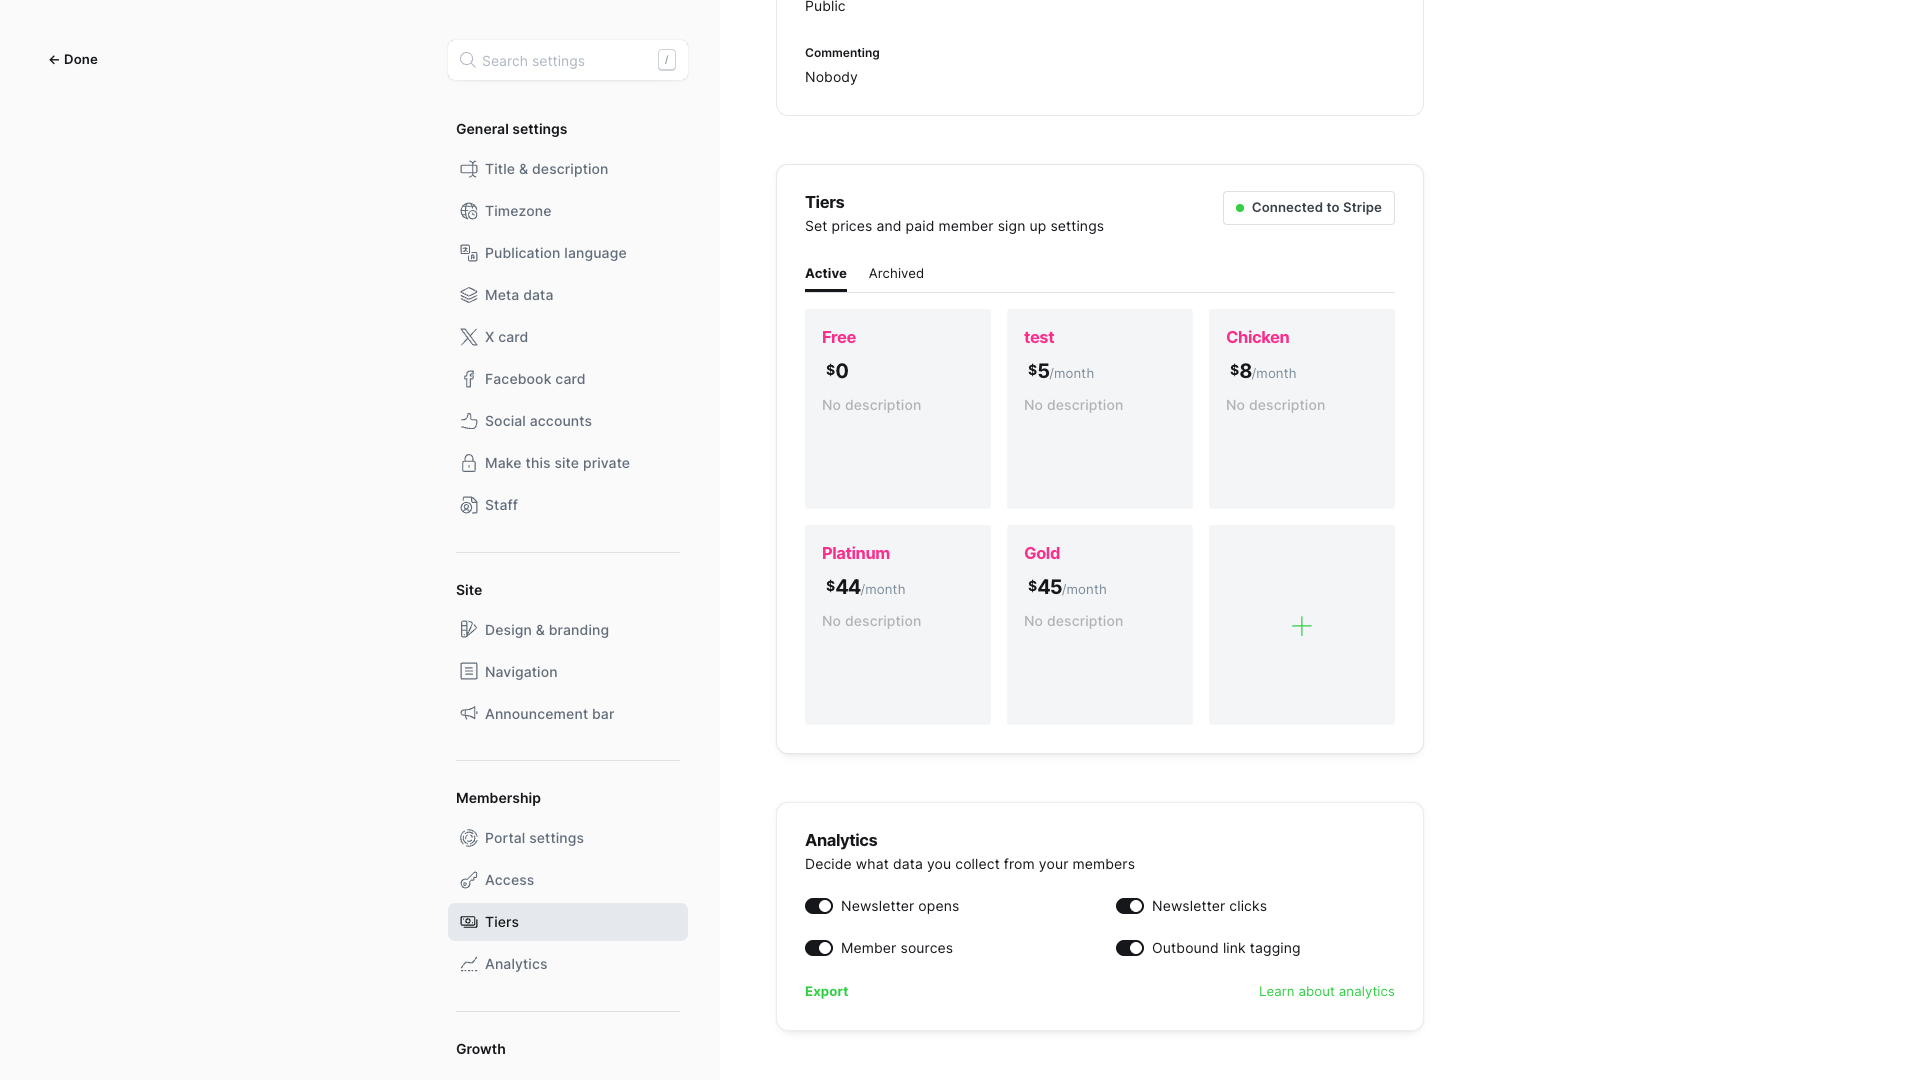 ← Done
Search settings
/
General settings
Title & description
Timezone
Publication language
Meta data
X card
Facebook card
Social accounts
Make this site private
Staff
Site
Design & branding
Navigation
Announcement bar
Membership
Portal settings
Access
Tiers
Analytics
Growth
Public
Commenting
Nobody
Tiers
Set prices and paid member sign up settings
Connected to Stripe
Active
Archived
Free
$0
No description
test
$5/month
No description
Chicken
$8/month
No description
Platinum
$44/month
No description
Gold
$45/month
No description
Analytics
Decide what data you collect from your members
Newsletter opens
Newsletter clicks
Member sources
Outbound link tagging
Export
Learn about analytics